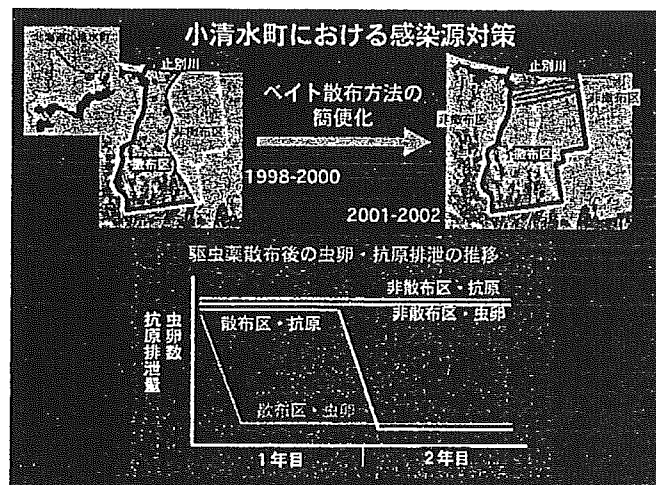 小清水町における感染源対策
止別川
止別川
ベイト散布方法の
簡便化
非散布区
非散布区
散布区
散布区
1998-2000
2001-2002
駆虫薬散布後の虫卵・抗原排泄の推移
虫卵数
抗原排泄量
非散布区・抗原
非散布区・虫卵
散布区・抗原
散布区・虫卵
1年目
2年目